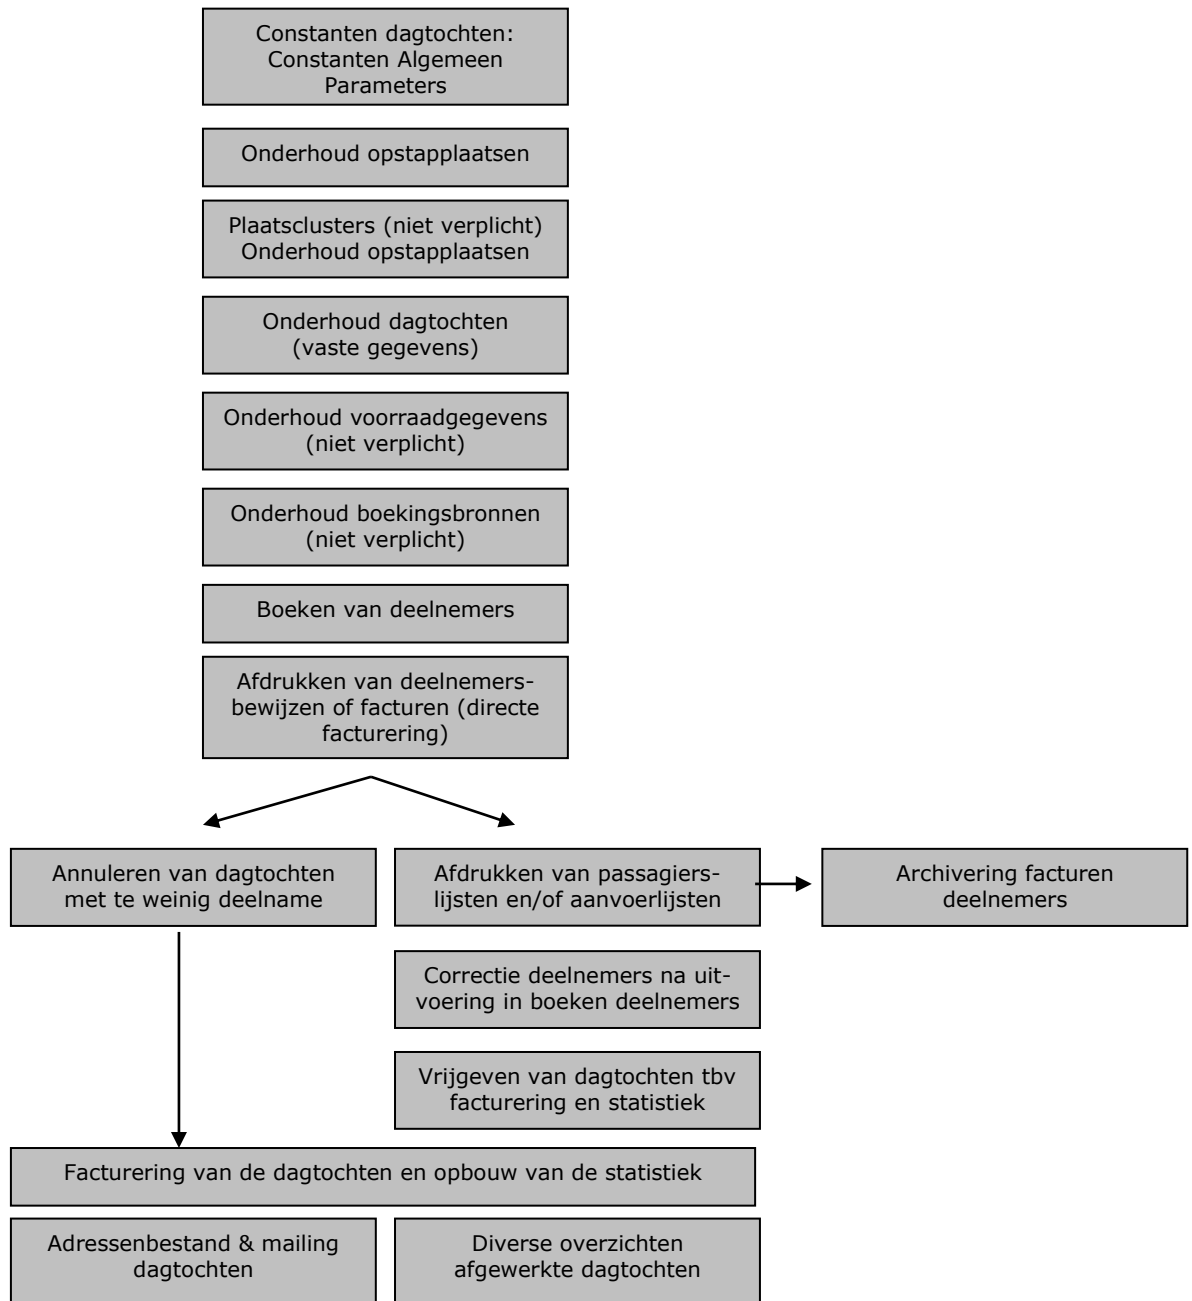 Constanten dagtochten:
Constanten Algemeen
Parameters
Onderhoud opstapplaatsen
Plaatsclusters (niet verplicht)
Onderhoud opstapplaatsen
Onderhoud dagtochten
(vaste gegevens)
Onderhoud voorraadgegevens
(niet verplicht)
Onderhoud boekingsbronnen
(niet verplicht)
Boeken van deelnemers
Afdrukken van deelnemers-
bewijzen of facturen (directe
facturering)
Annuleren van dagtochten
met te weinig deelname
Afdrukken van passagiers-
lijsten en/of aanvoerlijsten
Archivering facturen
deelnemers
Correctie deelnemers na uit-
voering in boeken deelnemers
Vrijgeven van dagtochten tbv
facturering en statistiek
Facturering van de dagtochten en opbouw van de statistiek
Adressenbestand & mailing
dagtochten
Diverse overzichten
afgewerkte dagtochten